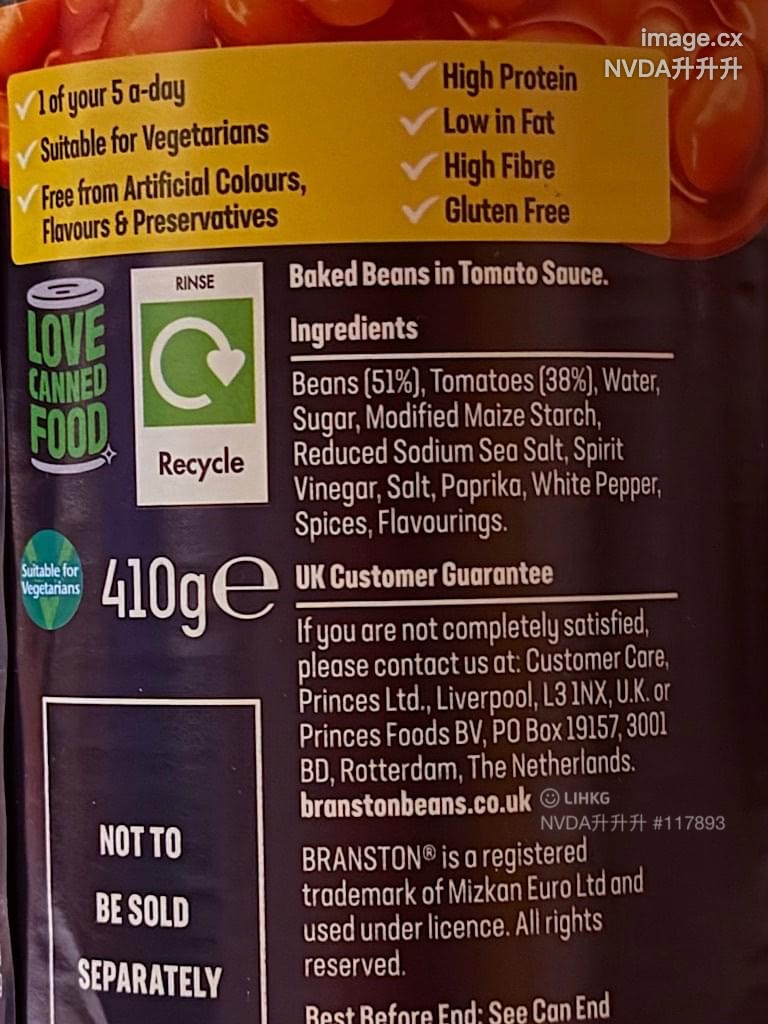 image.cx
NVDA升升升
1 of your 5 a-day
Suitable for Vegetarians
Free from Artificial Colours,
Flavours & Preservatives
High Protein
Low in Fat
High Fibre
Gluten Free
LOVE
CANNED
FOOD
RINSE
Recycle
Suitable for
Vegetarians
410g℮
NOT TO
BE SOLD
SEPARATELY
Baked Beans in Tomato Sauce.
Ingredients
Beans (51%), Tomatoes (38%), Water,
Sugar, Modified Maize Starch,
Reduced Sodium Sea Salt, Spirit
Vinegar, Salt, Paprika, White Pepper,
Spices, Flavourings.
UK Customer Guarantee
If you are not completely satisfied,
please contact us at: Customer Care,
Princes Ltd., Liverpool, L3 1NX, U.K. or
Princes Foods BV, PO Box 19157, 3001
BD, Rotterdam, The Netherlands.
branstonbeans.co.uk
LIHKG
NVDA升升升 #117893
BRANSTON® is a registered
trademark of Mizkan Euro Ltd and
used under licence. All rights
reserved.
Best Before End: See Can End